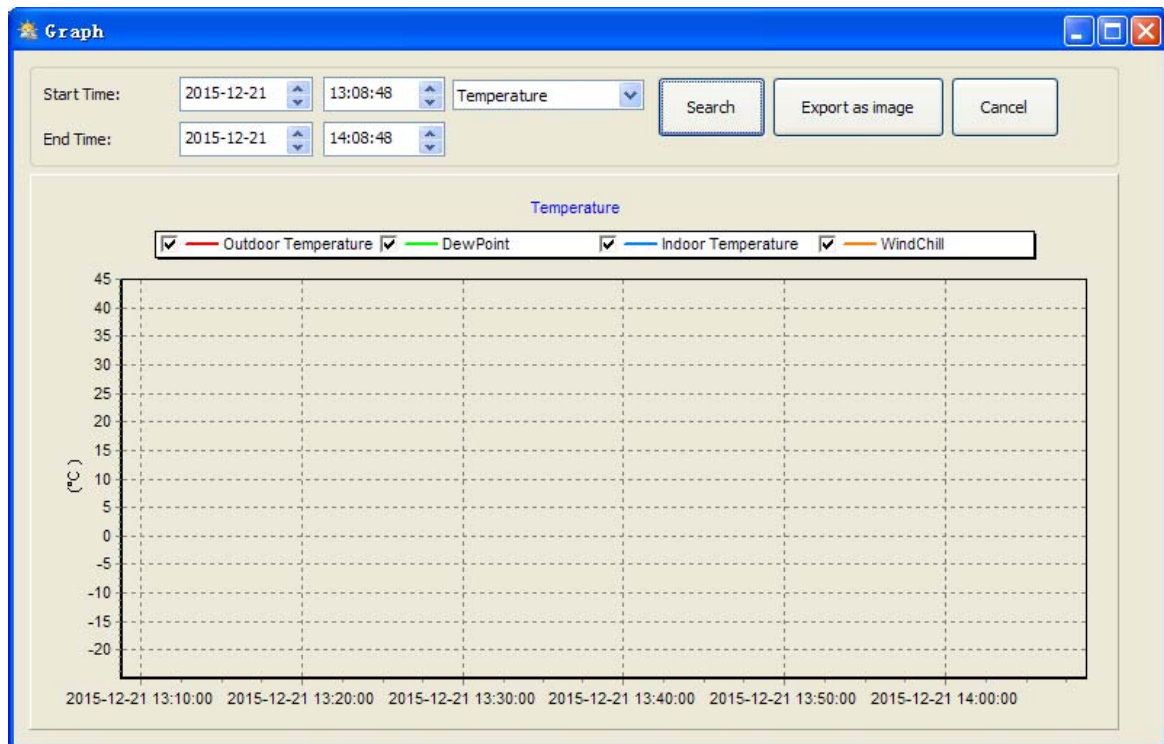 Graph
Start Time: 2015-12-21 13:08:48 Temperature Search Export as image Cancel
End Time: 2015-12-21 14:08:48
Temperature
Outdoor Temperature DewPoint Indoor Temperature WindChill
45
40
35
30
25
20
15
(°C)
10
5
0
-5
-10
-15
-20
2015-12-21 13:10:00 2015-12-21 13:20:00 2015-12-21 13:30:00 2015-12-21 13:40:00 2015-12-21 13:50:00 2015-12-21 14:00:00